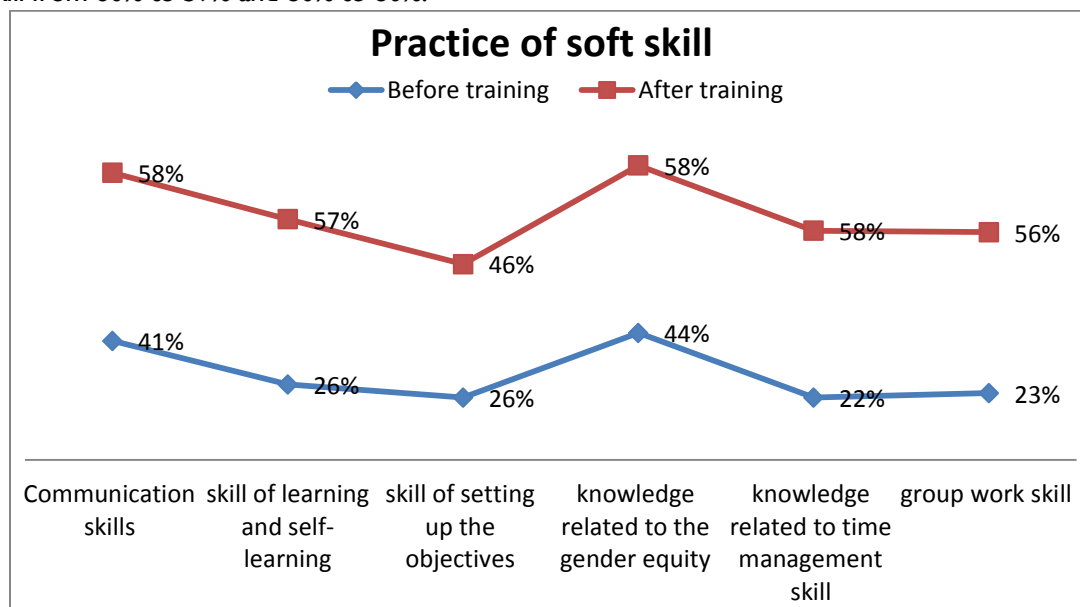 Practice of soft skill
Before training After training
58% 57% 46% 58% 58% 56%
41% 26% 26% 44% 22% 23%
Communication skills
skill of learning and self-learning
skill of setting up the objectives
knowledge related to the gender equity
knowledge related to time management skill
group work skill